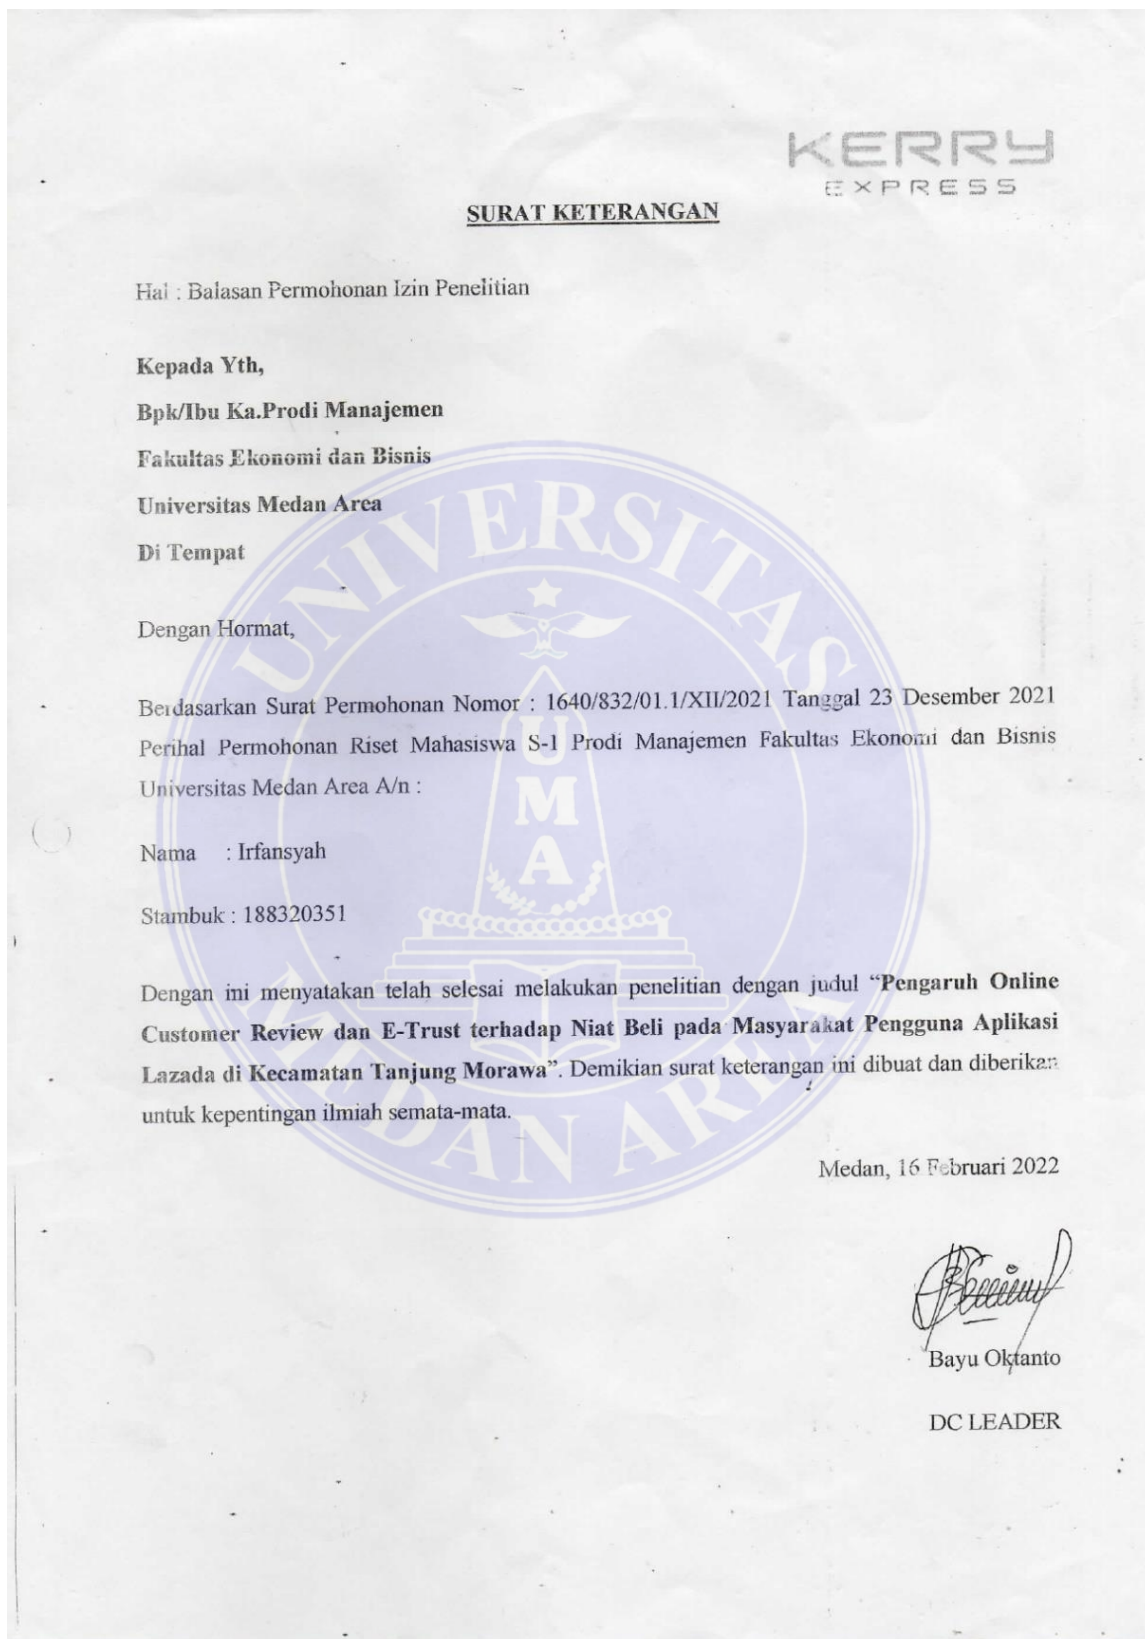 KERRY
EXPRESS
SURAT KETERANGAN
Hal : Balasan Permohonan Izin Penelitian
Kepada Yth,
Bpk/Ibu Ka.Prodi Manajemen
Fakultas Ekonomi dan Bisnis
Universitas Medan Area
Di Tempat
Dengan Hormat,
Berdasarkan Surat Permohonan Nomor : 1640/832/01.1/XII/2021 Tanggal 23 Desember 2021
Perihal Permohonan Riset Mahasiswa S-1 Prodi Manajemen Fakultas Ekonomi dan Bisnis
Universitas Medan Area A/n :
Nama : Irfansyah
Stambuk : 188320351
Dengan ini menyatakan telah selesai melakukan penelitian dengan judul “Pengaruh Online
Customer Review dan E-Trust terhadap Niat Beli pada Masyarakat Pengguna Aplikasi
Lazada di Kecamatan Tanjung Morawa”. Demikian surat keterangan ini dibuat dan diberikan
untuk kepentingan ilmiah semata-mata.
Medan, 16 Februari 2022
Bayu Oktanto
DC LEADER
UNIVERSITAS
UMA
MEDAN AREA